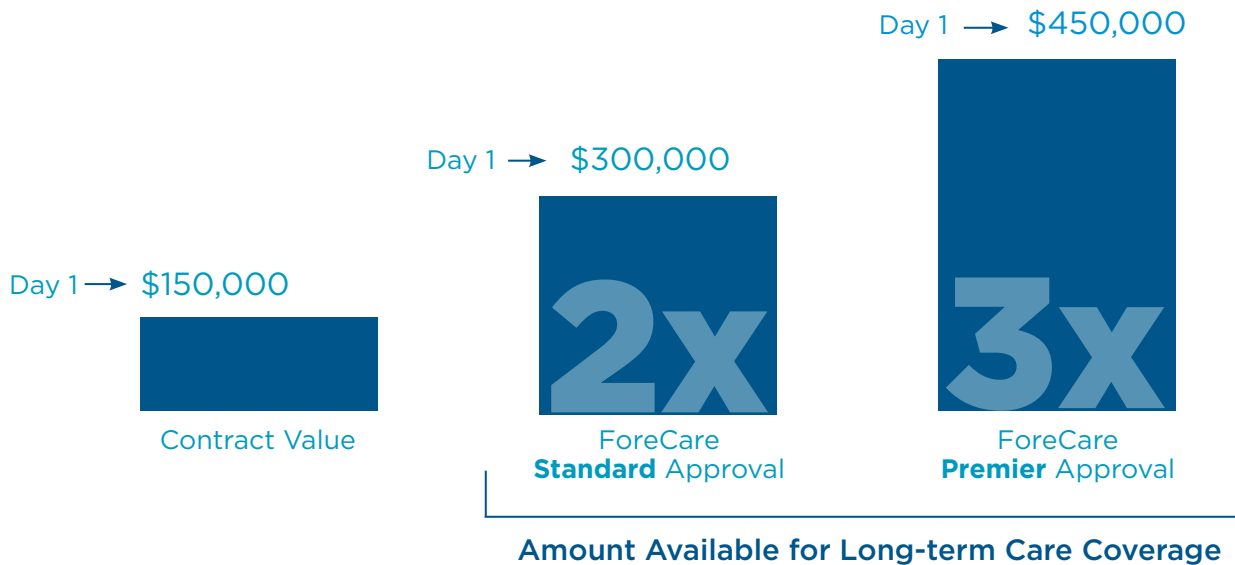 Day 1 → $150,000
Contract Value
Day 1 → $300,000
2x
ForeCare
Standard Approval
Day 1 → $450,000
3x
ForeCare
Premier Approval
Amount Available for Long-term Care Coverage